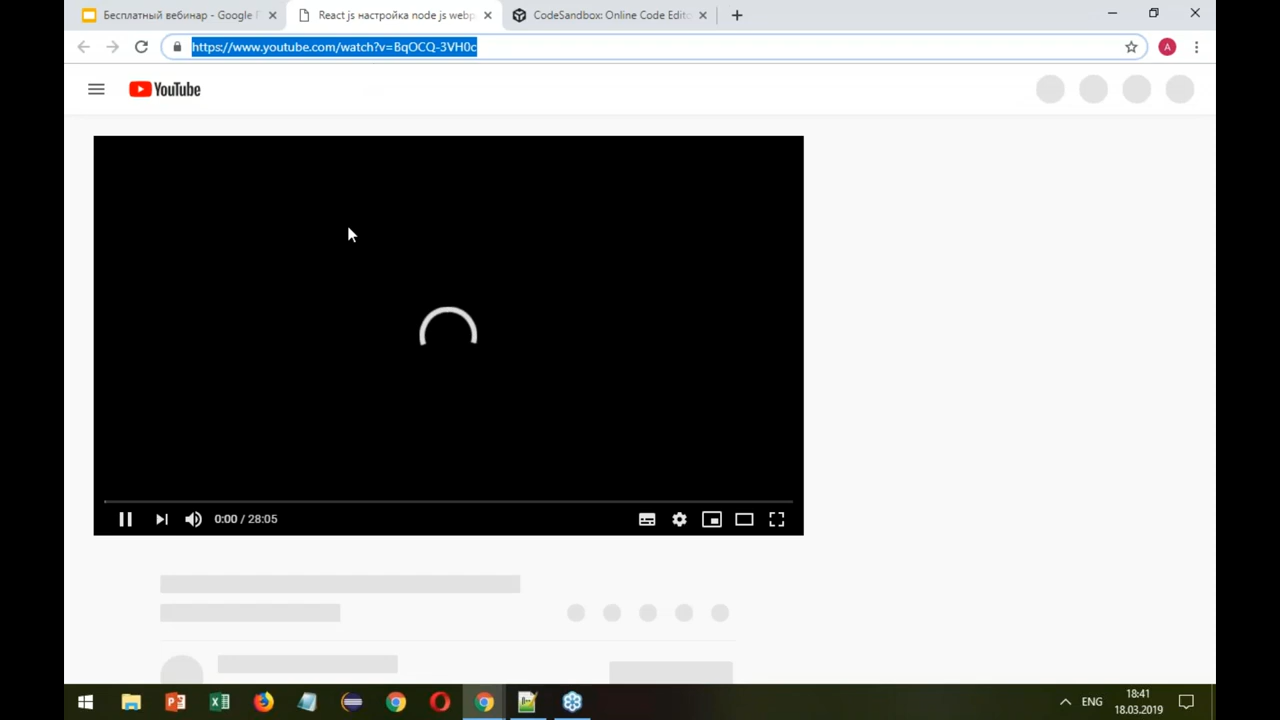 Бесплатный вебинар - Google
React js настройка node js webp
CodeSandbox: Online Code Edito
https://www.youtube.com/watch?v=BqOCQ-3VH0c
A
YouTube
0:00 / 28:05
ENG
18:41
18.03.2019